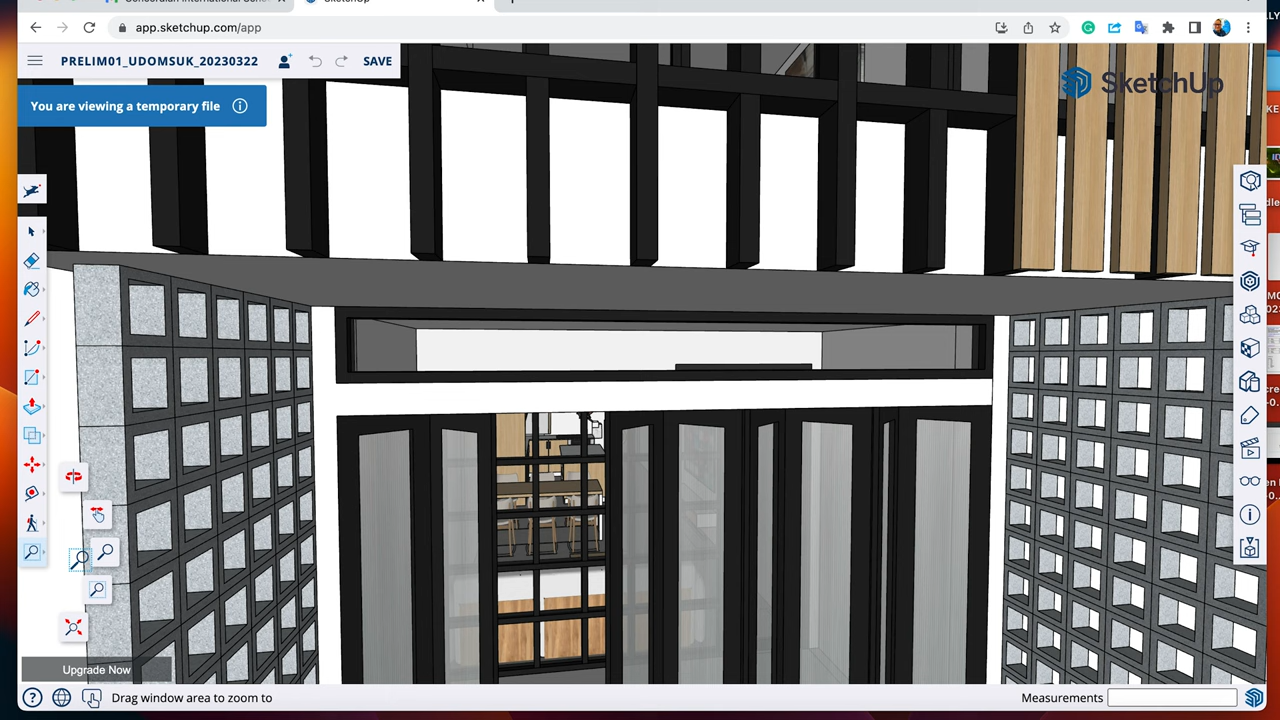 SketchUp
app.sketchup.com/app
PRELIM01_UDOMSUK_20230322
SAVE
SketchUp
You are viewing a temporary file
Upgrade Now
Drag window area to zoom to
Measurements